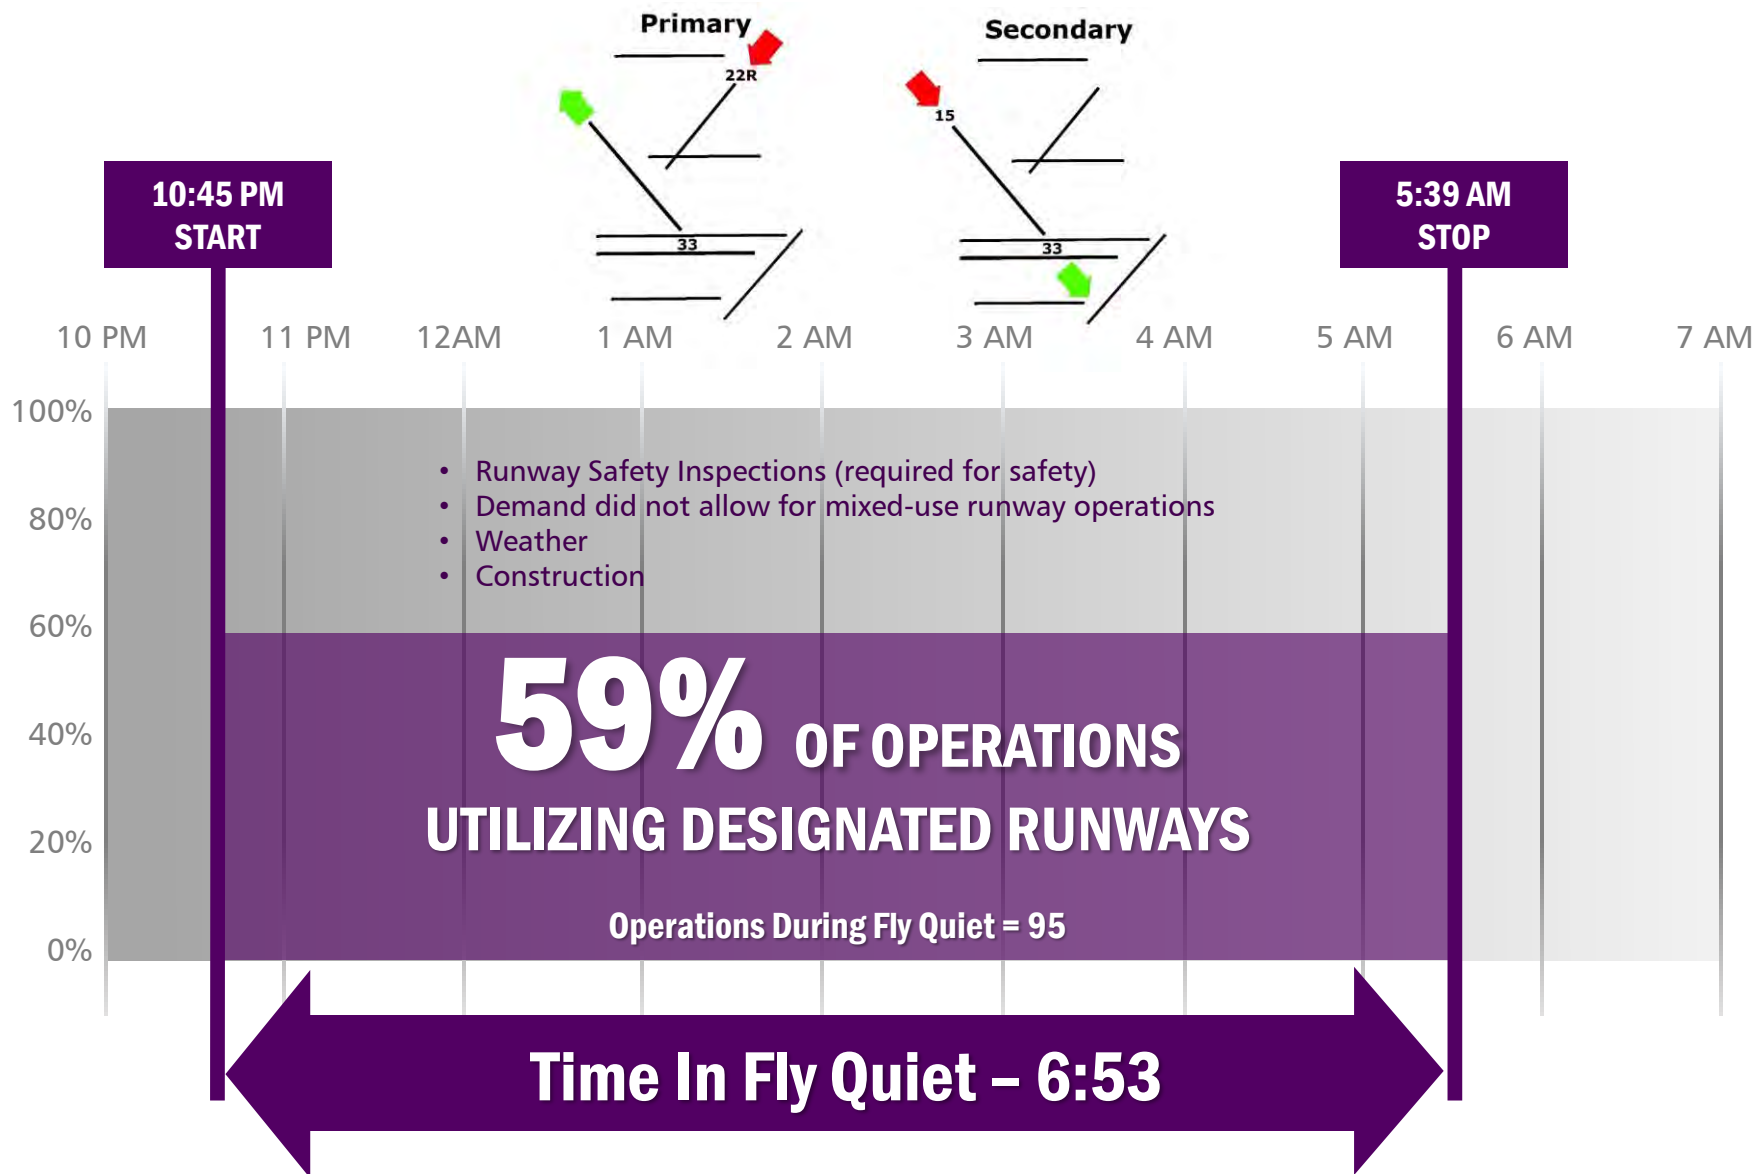 Primary
Secondary
22R
15
33
33
10:45 PM
START
5:39 AM
STOP
10 PM 11 PM 12AM 1 AM 2 AM 3 AM 4 AM 5 AM 6 AM 7 AM
100%
80%
60%
40%
20%
0%
• Runway Safety Inspections (required for safety)
• Demand did not allow for mixed-use runway operations
• Weather
• Construction
59% OF OPERATIONS
UTILIZING DESIGNATED RUNWAYS
Operations During Fly Quiet = 95
Time In Fly Quiet – 6:53